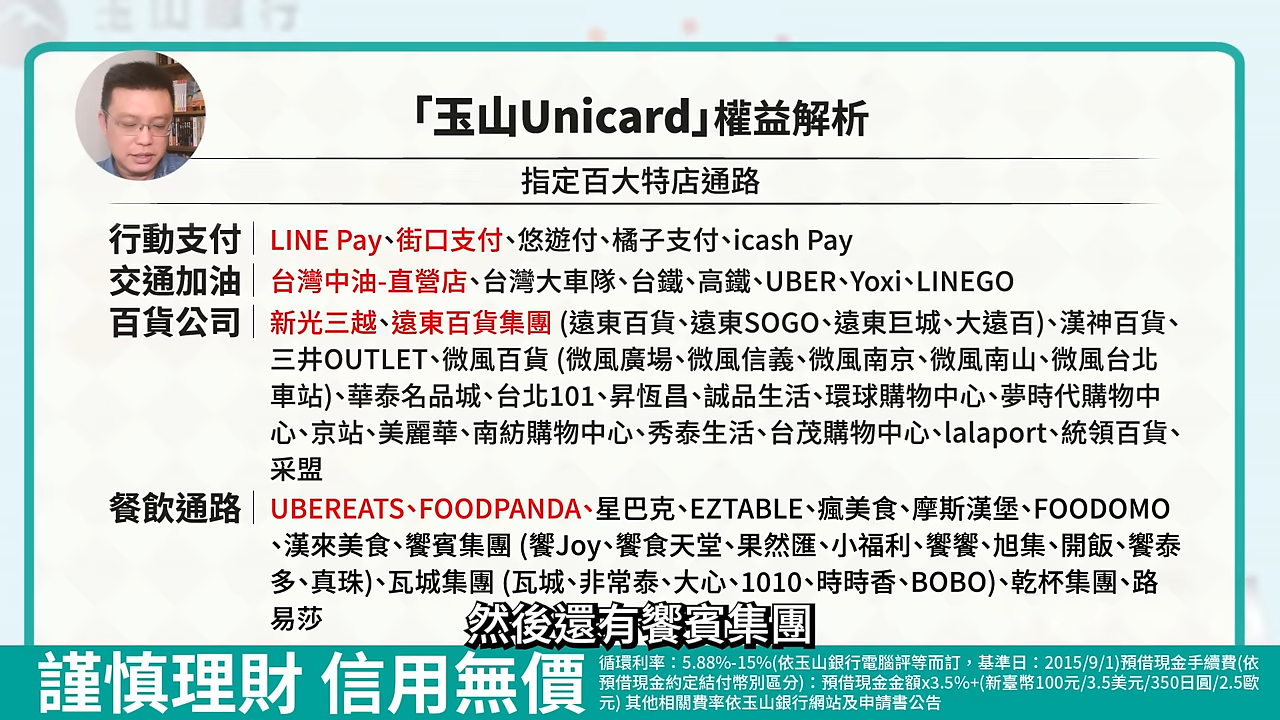 玉山銀行
「玉山Unicard」權益解析
指定百大特店通路
行動支付 LINE Pay、街口支付、悠遊付、橘子支付、icash Pay
交通加油 台灣中油-直營店、台灣大車隊、台鐵、高鐵、UBER、Yoxi、LINEGO
百貨公司 新光三越、遠東百貨集團 (遠東百貨、遠東SOGO、遠東巨城、大遠百)、漢神百貨、
三井OUTLET、微風百貨 (微風廣場、微風信義、微風南京、微風南山、微風台北
車站)、華泰名品城、台北101、昇恆昌、誠品生活、環球購物中心、夢時代購物中
心、京站、美麗華、南紡購物中心、秀泰生活、台茂購物中心、lalaport、統領百貨、
采盟
餐飲通路 UBEREATS、FOODPANDA、星巴克、EZTABLE、瘋美食、摩斯漢堡、FOODOMO
、漢來美食、饗賓集團 (饗Joy、饗食天堂、果然匯、小福利、饗饗、旭集、開飯、饗泰
多、真珠)、瓦城集團 (瓦城、非常泰、大心、1010、時時香、BOBO)、乾杯集團、路
易莎
然後還有饗賓集團
謹慎理財 信用無價
循環利率：5.88%-15%(依玉山銀行電腦評等而訂，基準日：2015/9/1)預借現金手續費(依
預借現金約定結付幣別區分)：預借現金金額x3.5%+(新臺幣100元/3.5美元/350日圓/2.5歐
元) 其他相關費率依玉山銀行網站及申請書公告